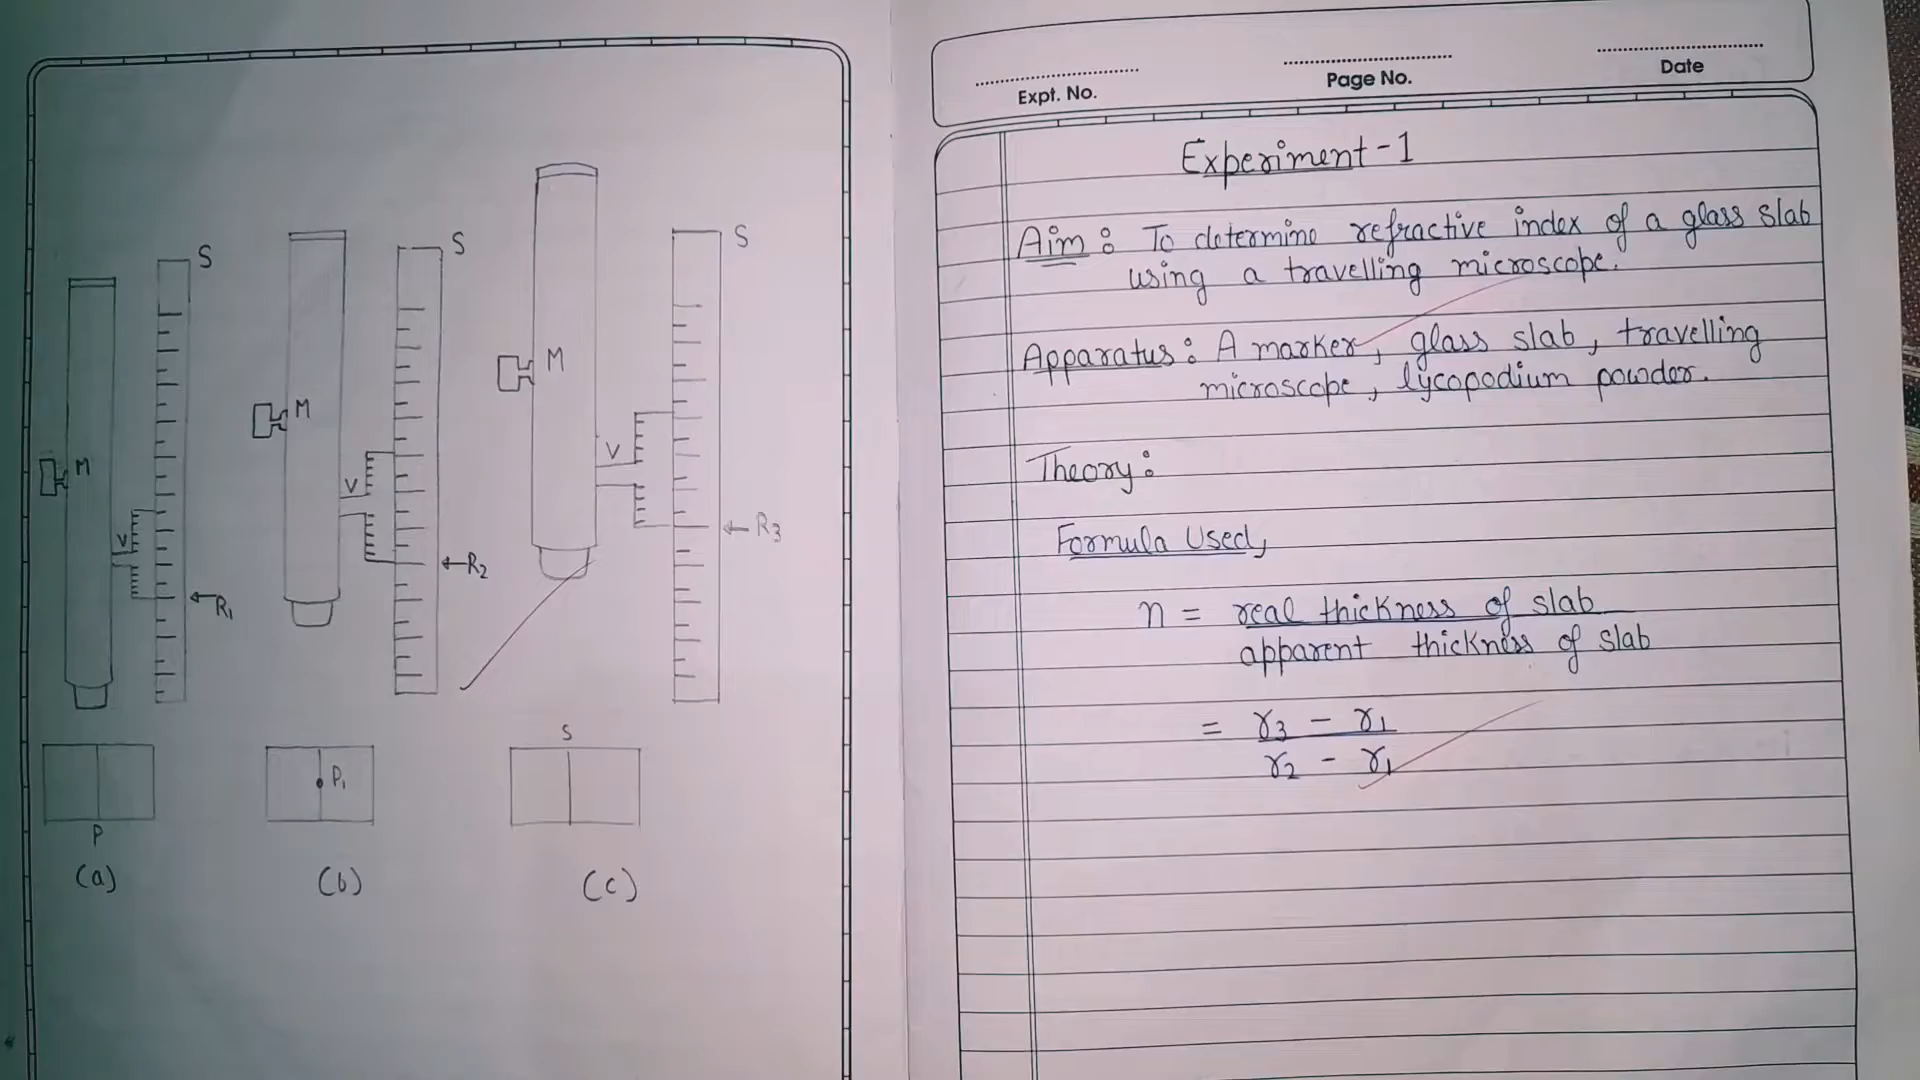 S
M
V
←R₁
P
(a)
S
M
V
←R₂
P₁
(b)
S
M
V
←R₃
S
(c)
Expt. No.
Page No.
Date
Experiment-1
Aim: To determine refractive index of a glass slab
using a travelling microscope.
Apparatus: A marker, glass slab, travelling
microscope, lycopodium powder.
Theory:
Formula Used,
n = real thickness of slab
apparent thickness of slab
= r₃ - r₁
r₂ - r₁